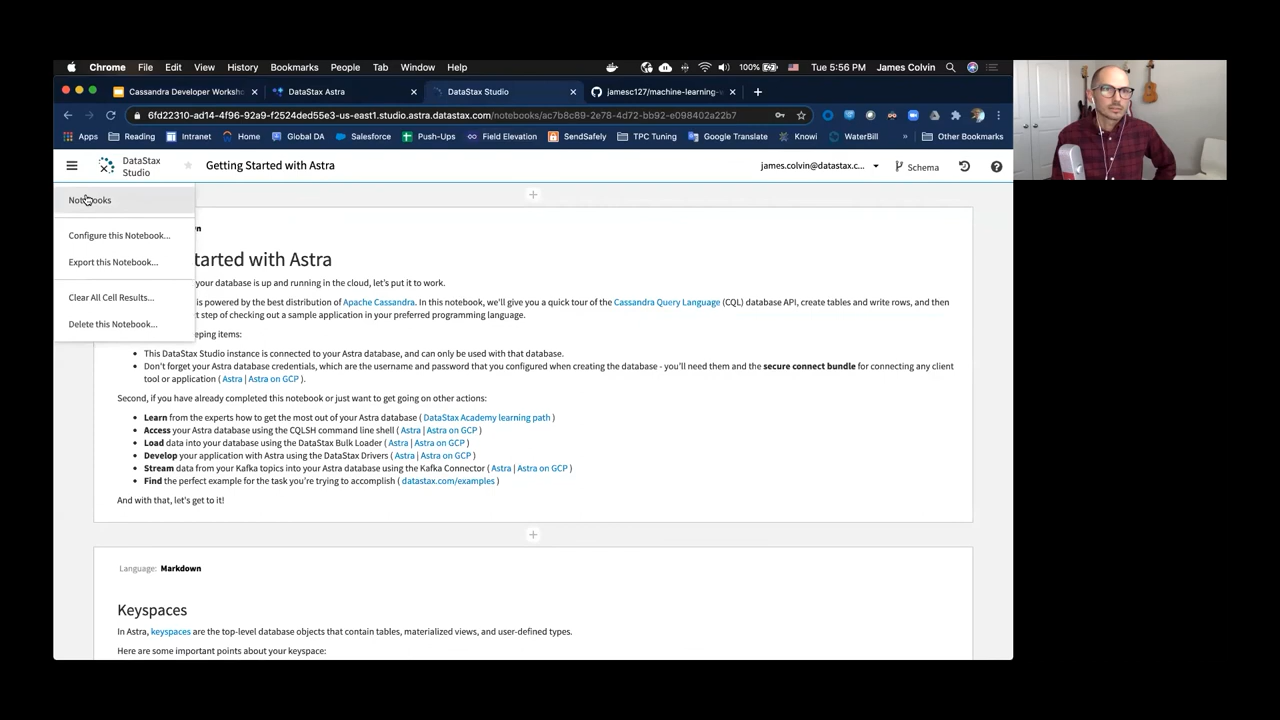 Chrome File Edit View History Bookmarks People Tab Window Help 100% Tue 5:56 PM James Colvin
Cassandra Developer Worksho DataStax Astra DataStax Studio jamesc127/machine-learning-
6fd22310-ad14-4f96-92a9-f2524ded55e3-us-east1.studio.astra.datastax.com/notebooks/ac7b8c89-2e78-4d72-bb92-e098402a22b7
Apps Reading Intranet Home Global DA Salesforce Push-Ups Field Elevation SendSafely TPC Tuning Google Translate Knowi WaterBill » Other Bookmarks
DataStax Studio Getting Started with Astra james.colvin@datastax.c... Schema
Notebooks
Configure this Notebook...
Export this Notebook...
Clear All Cell Results...
Delete this Notebook...
wn
tarted with Astra
your database is up and running in the cloud, let's put it to work.
is powered by the best distribution of Apache Cassandra. In this notebook, we'll give you a quick tour of the Cassandra Query Language (CQL) database API, create tables and write rows, and then
t step of checking out a sample application in your preferred programming language.
eping items:
• This DataStax Studio instance is connected to your Astra database, and can only be used with that database.
• Don't forget your Astra database credentials, which are the username and password that you configured when creating the database - you'll need them and the secure connect bundle for connecting any client
tool or application ( Astra | Astra on GCP ).
Second, if you have already completed this notebook or just want to get going on other actions:
• Learn from the experts how to get the most out of your Astra database ( DataStax Academy learning path )
• Access your Astra database using the CQLSH command line shell ( Astra | Astra on GCP )
• Load data into your database using the DataStax Bulk Loader ( Astra | Astra on GCP )
• Develop your application with Astra using the DataStax Drivers ( Astra | Astra on GCP )
• Stream data from your Kafka topics into your Astra database using the Kafka Connector ( Astra | Astra on GCP )
• Find the perfect example for the task you're trying to accomplish ( datastax.com/examples )
And with that, let's get to it!
Language: Markdown
Keyspaces
In Astra, keyspaces are the top-level database objects that contain tables, materialized views, and user-defined types.
Here are some important points about your keyspace: